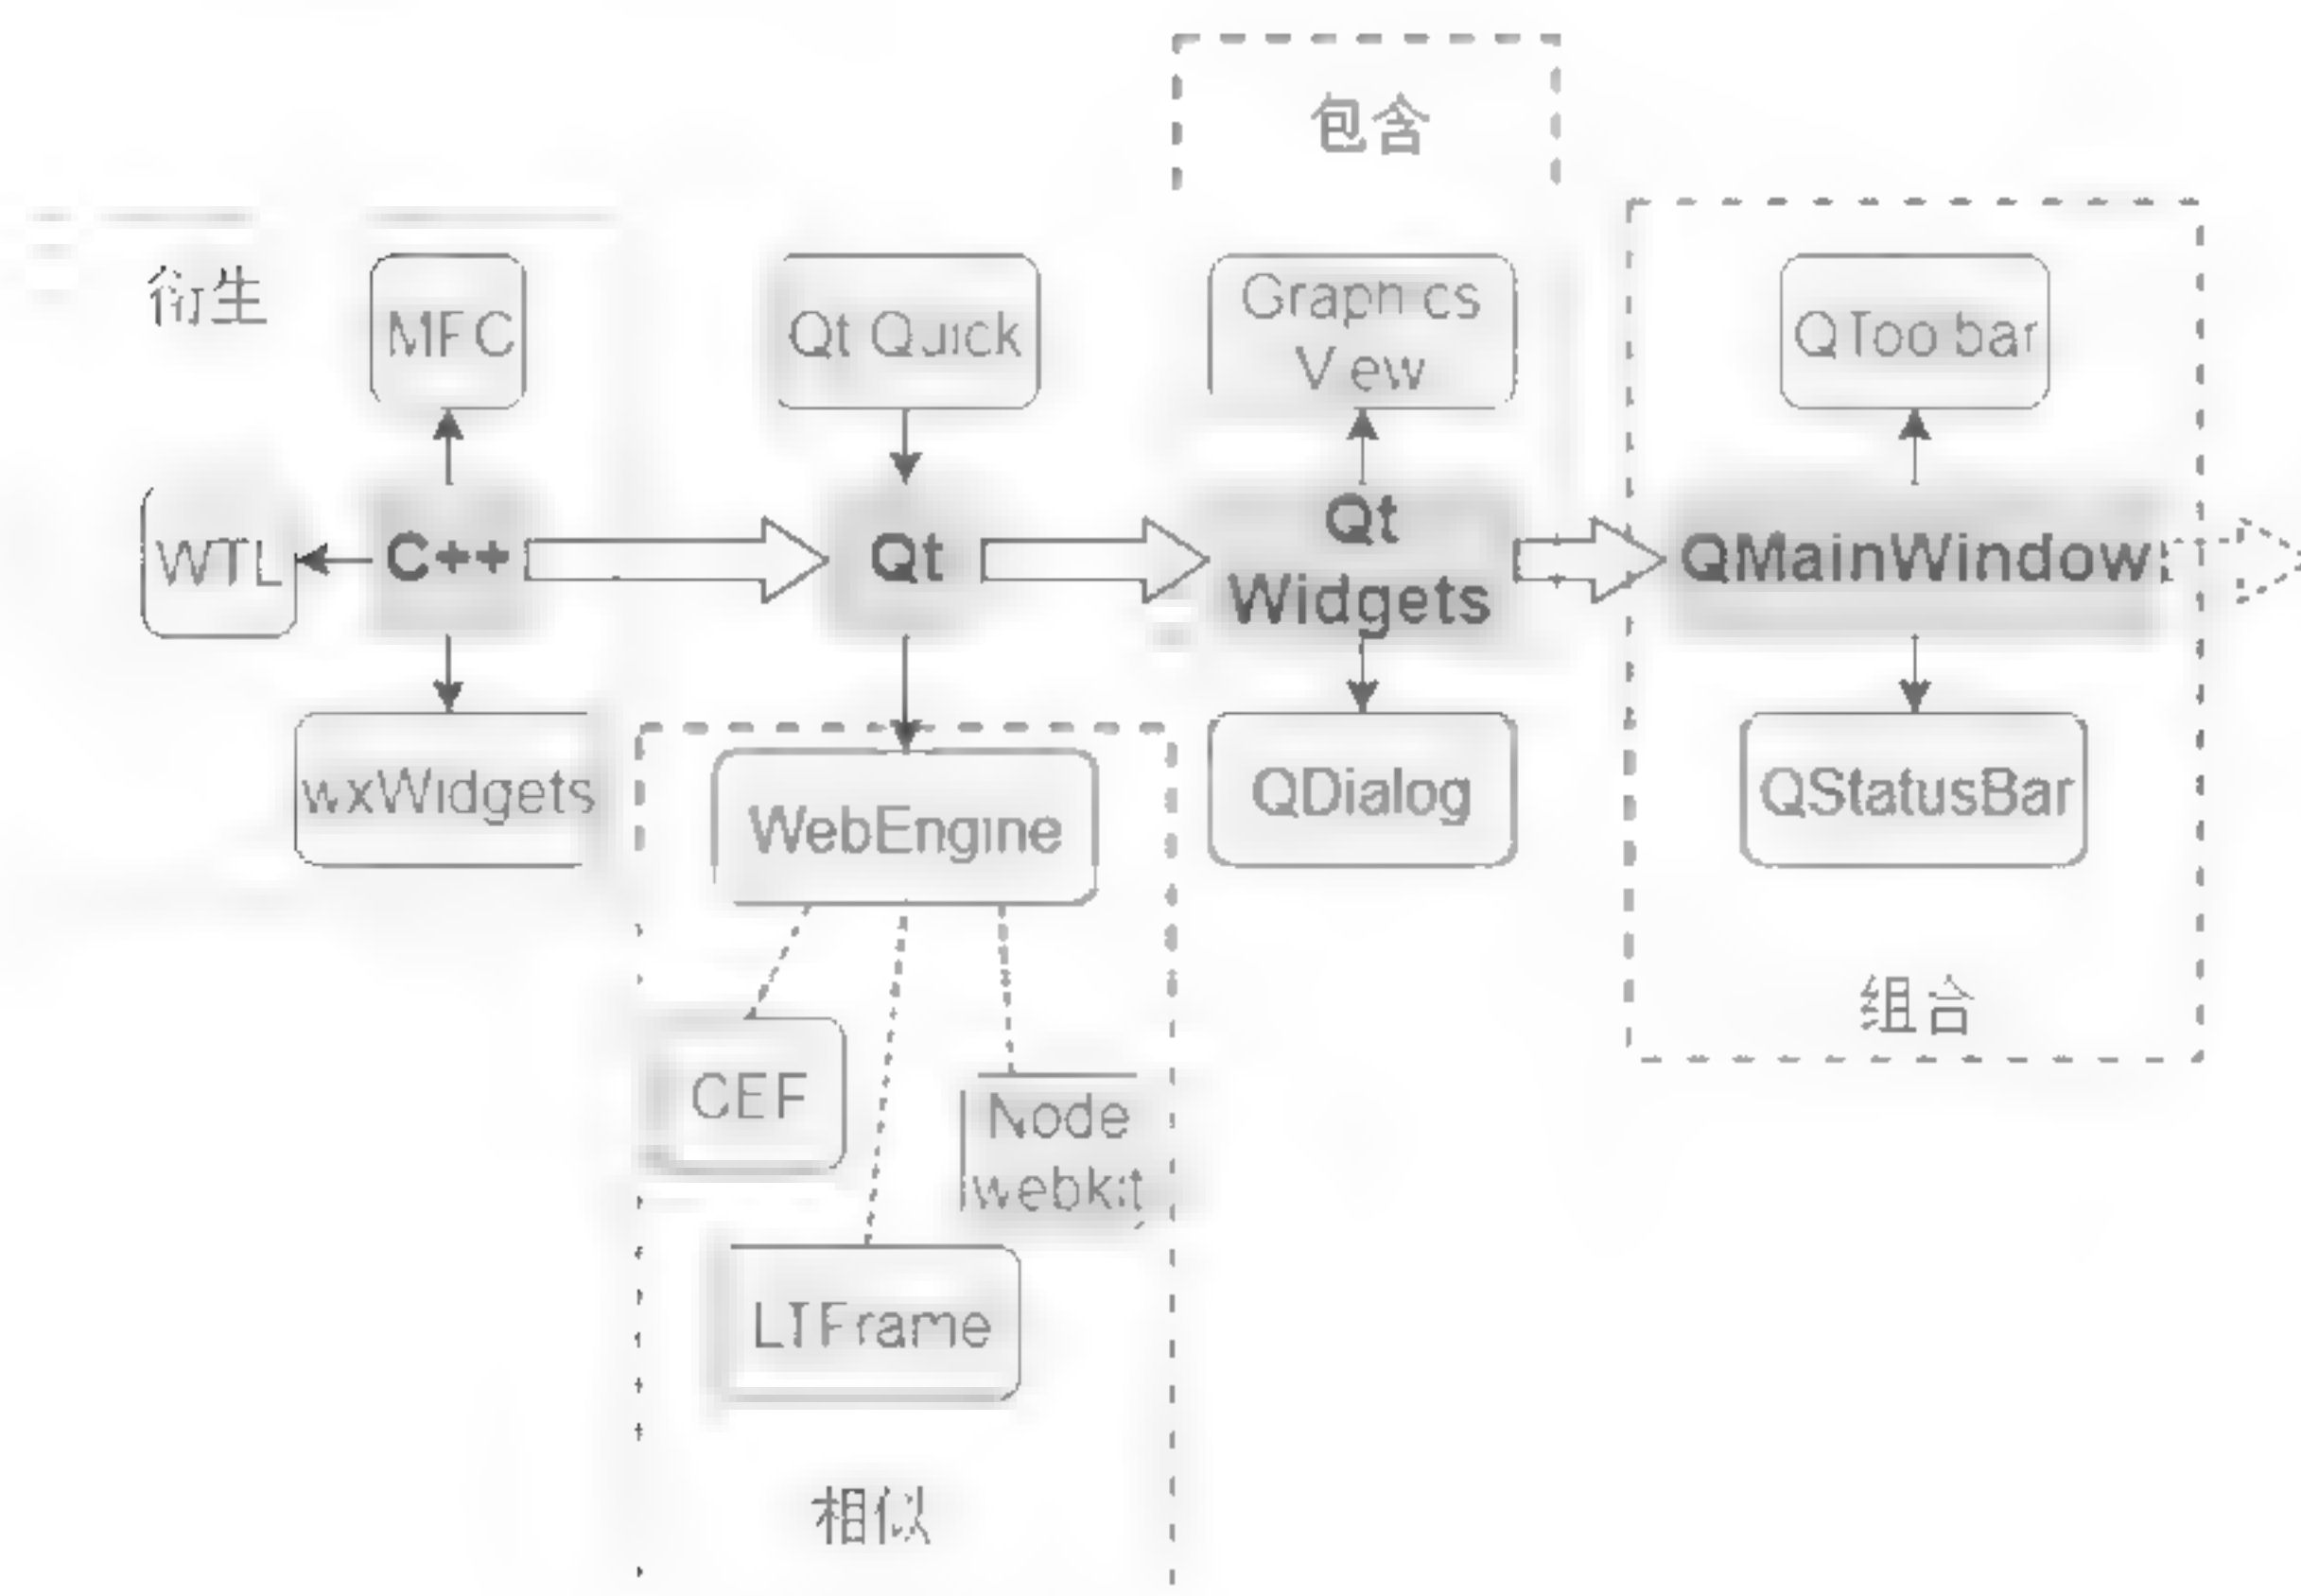 包含
衍生
MFC
Qt Quick
Graphics
View
QToolbar
WTL
C++
Qt
Qt
Widgets
QMainWindow
wxWidgets
WebEngine
QDialog
QStatusBar
组合
CEF
Node
webkit
LTFrame
相似